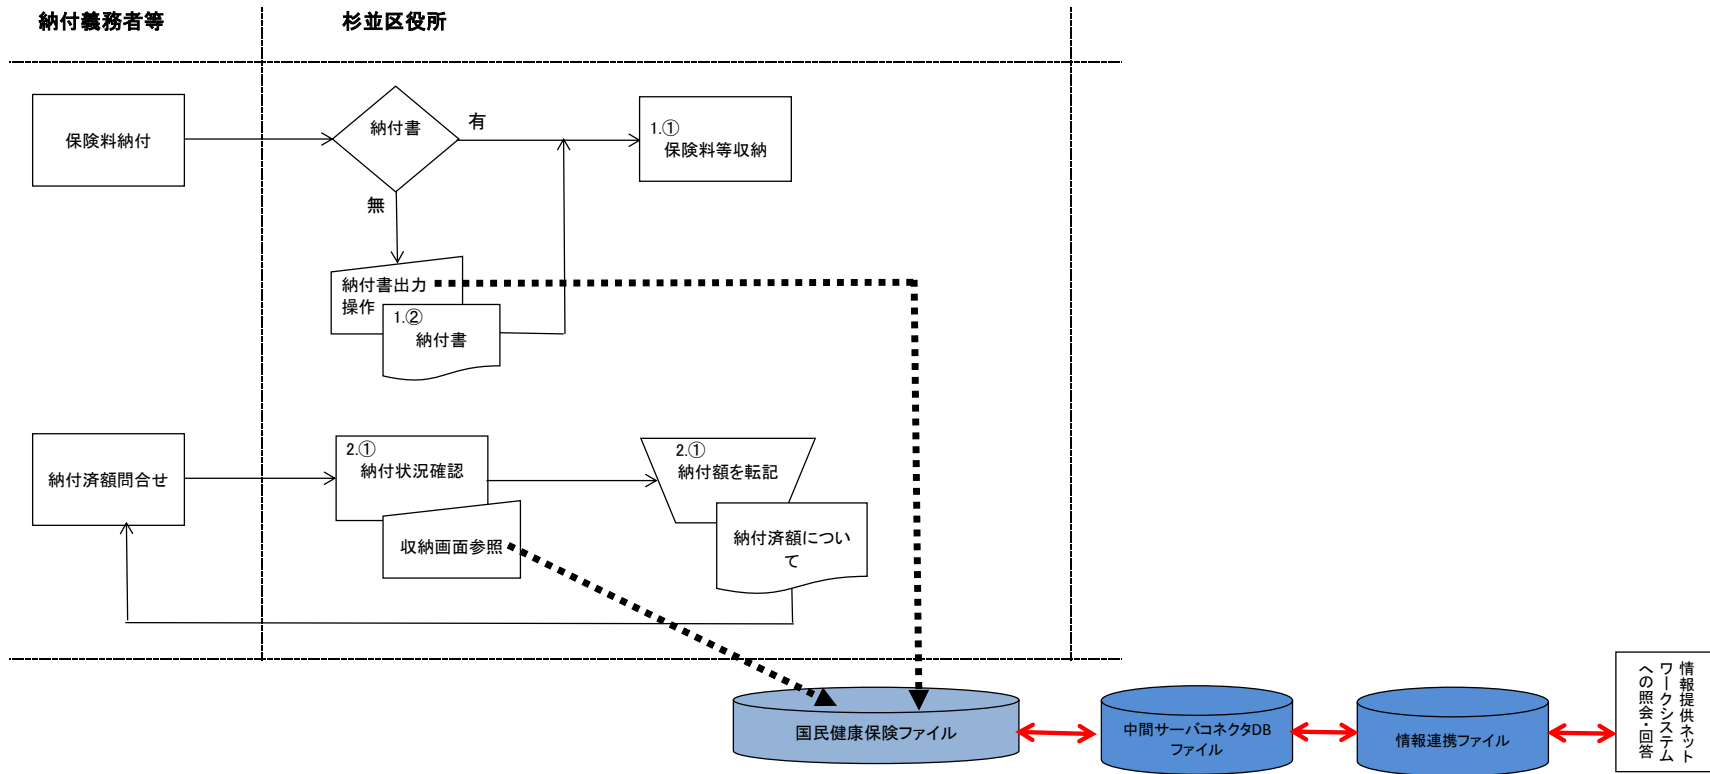 納付義務者等
杉並区役所
保険料納付
納付書
有
1.①
保険料等収納
無
納付書出力
操作
1.②
納付書
納付済額問合せ
2.①
納付状況確認
収納画面参照
2.①
納付額を転記
納付済額につい
て
国民健康保険ファイル
中間サーバコネクタDB
ファイル
情報連携ファイル
情報提供ネット
ワークシステム
への照会・回答